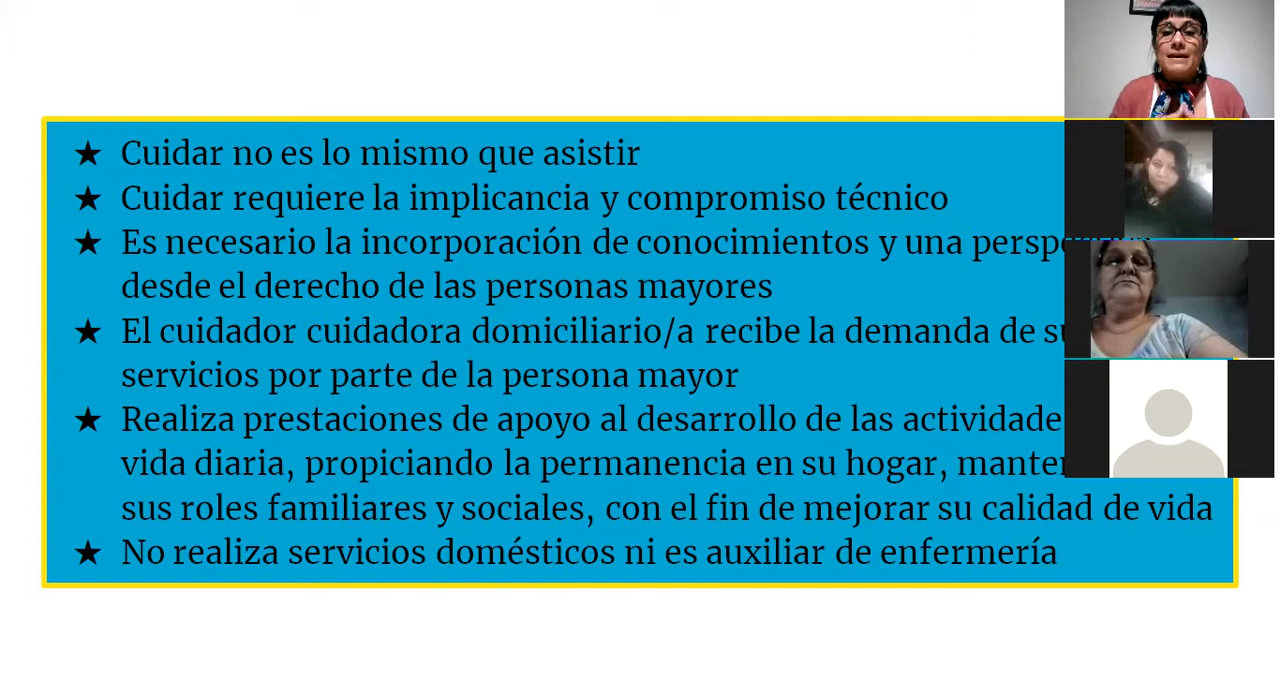 ★ Cuidar no es lo mismo que asistir
★ Cuidar requiere la implicancia y compromiso técnico
★ Es necesario la incorporación de conocimientos y una
desde el derecho de las personas mayores
★ El cuidador cuidadora domiciliario/a recibe la demanda de
servicios por parte de la persona mayor
★ Realiza prestaciones de apoyo al desarrollo de las
vida diaria, propiciando la permanencia en su hogar,
sus roles familiares y sociales, con el fin de mejorar su calidad de vida
★ No realiza servicios domésticos ni es auxiliar de enfermería